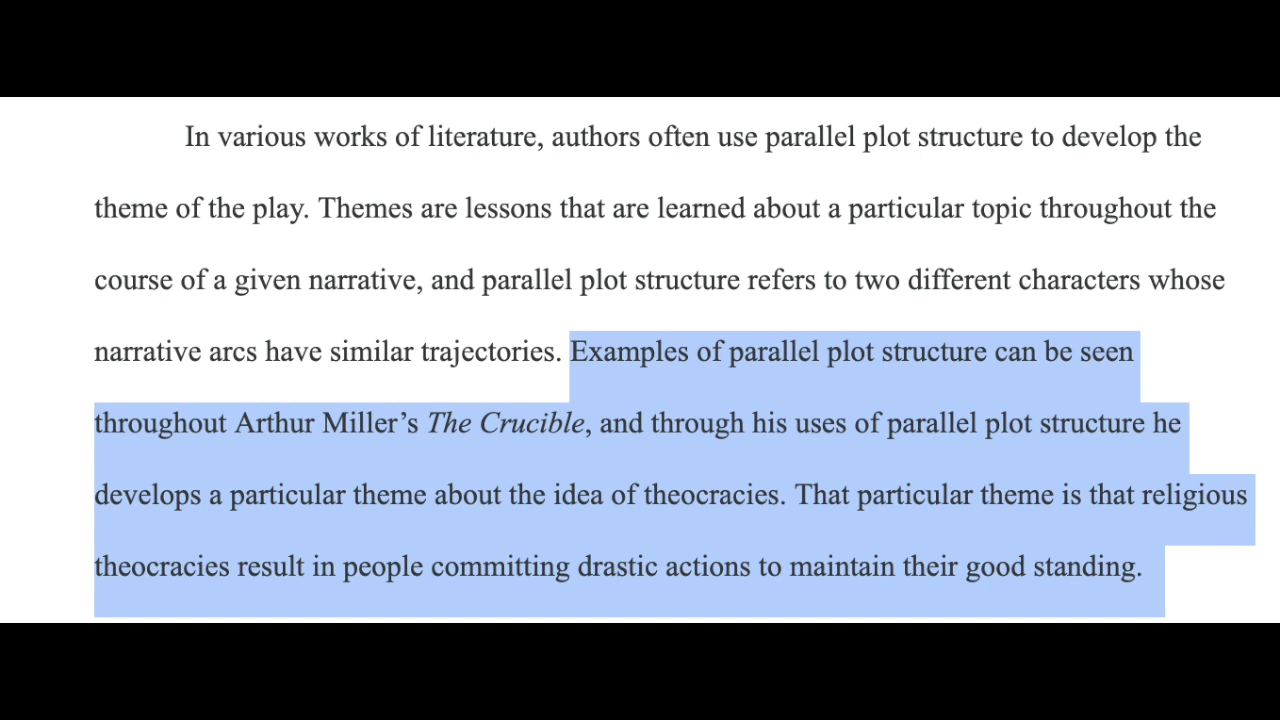 In various works of literature, authors often use parallel plot structure to develop the
theme of the play. Themes are lessons that are learned about a particular topic throughout the
course of a given narrative, and parallel plot structure refers to two different characters whose
narrative arcs have similar trajectories. Examples of parallel plot structure can be seen
throughout Arthur Miller’s The Crucible, and through his uses of parallel plot structure he
develops a particular theme about the idea of theocracies. That particular theme is that religious
theocracies result in people committing drastic actions to maintain their good standing.